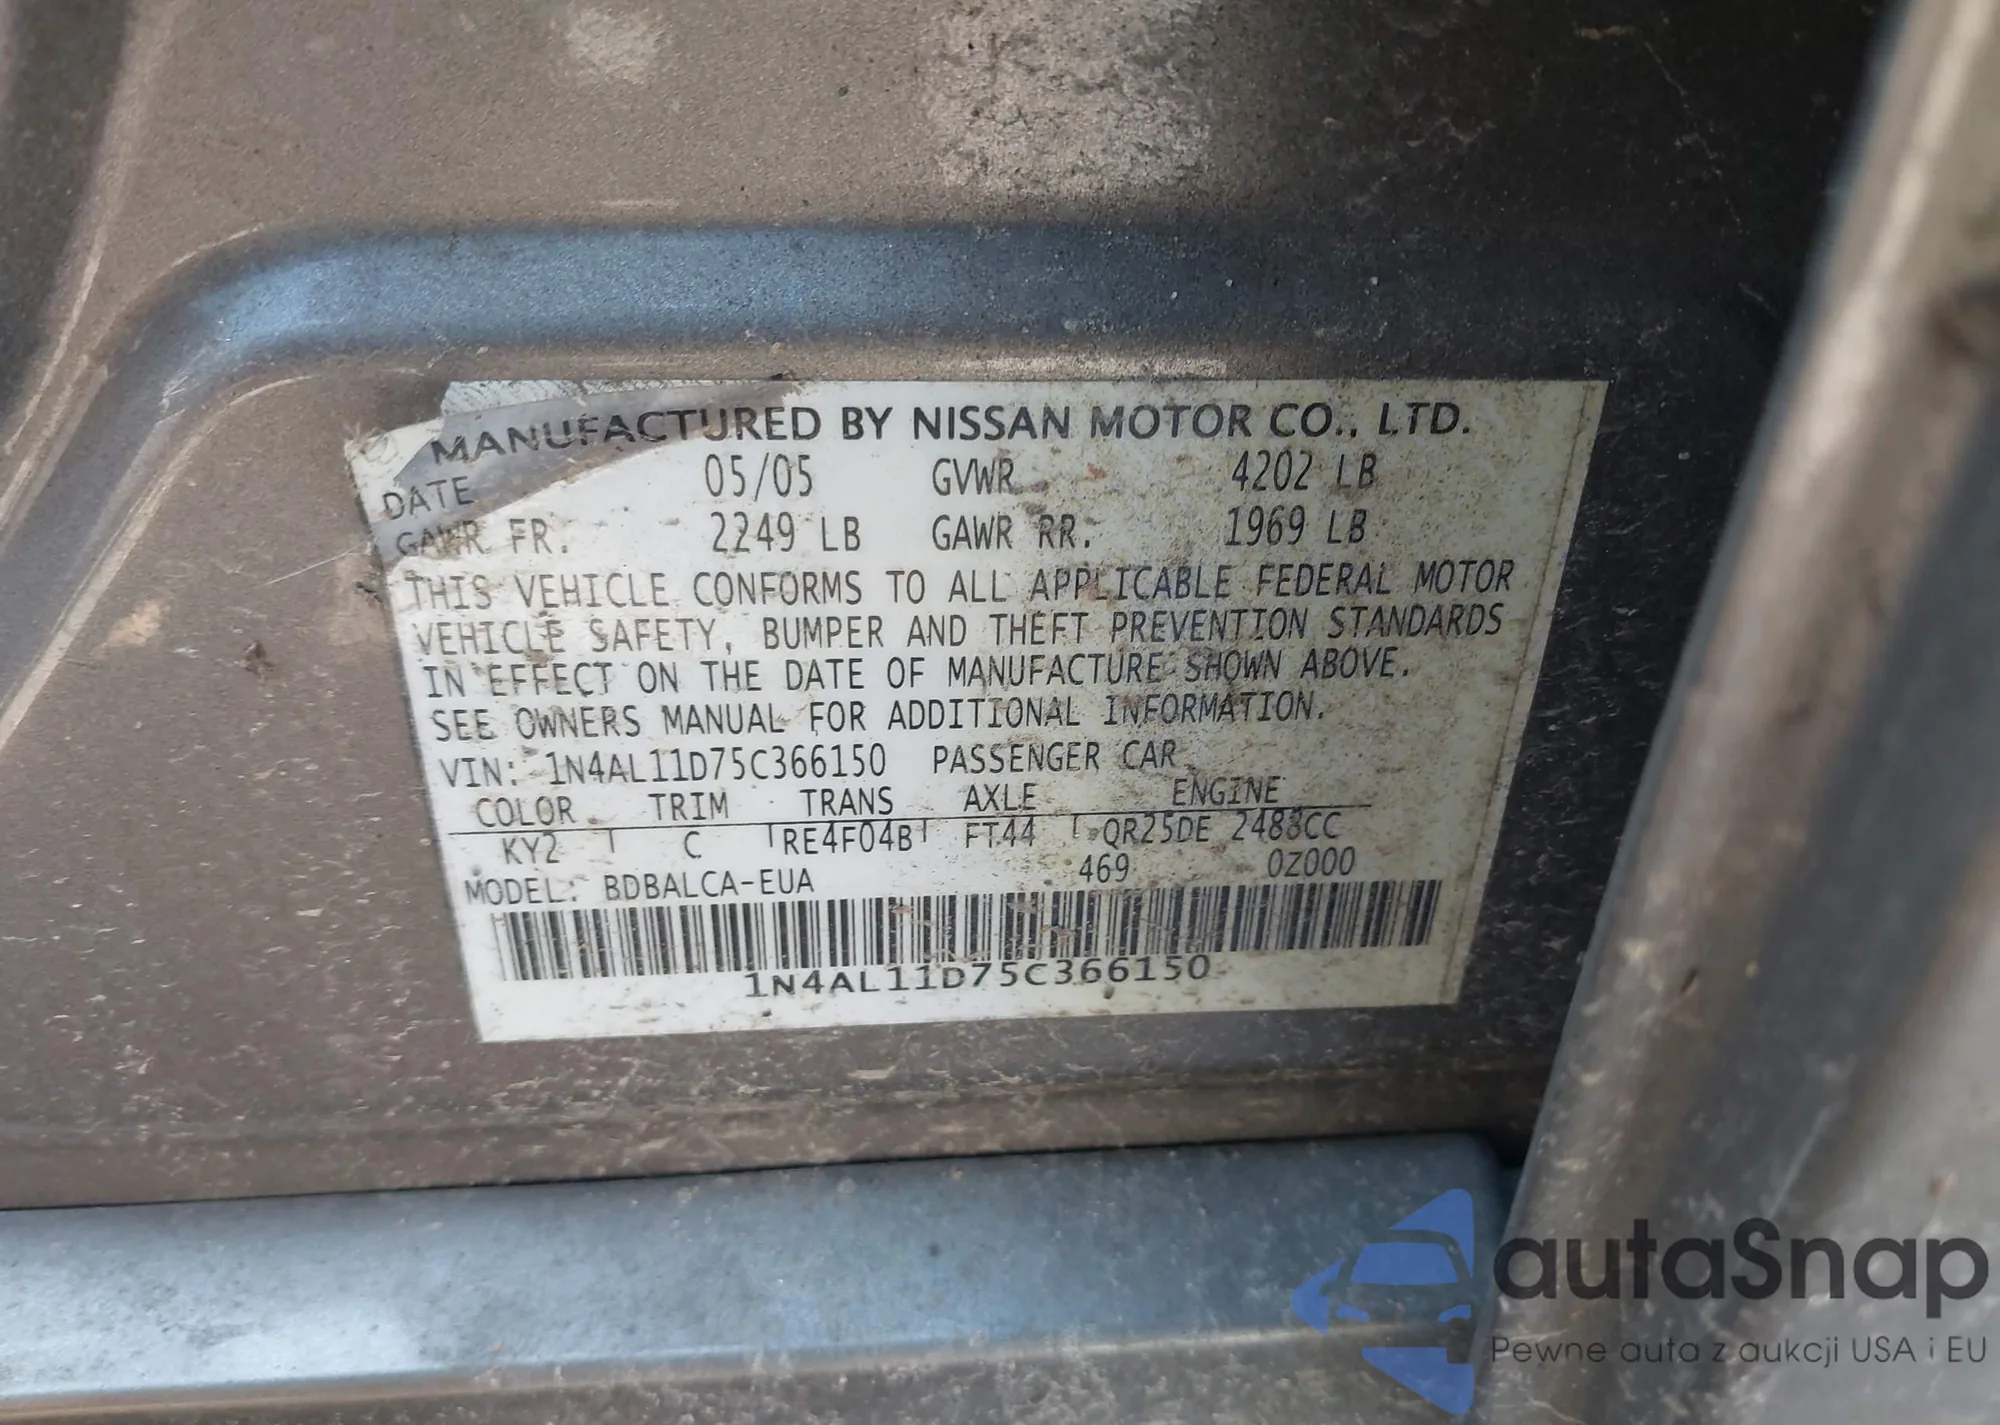 MANUFACTURED BY NISSAN MOTOR CO., LTD.
DATE 05/05 GVWR 4202 LB
GAWR FR. 2249 LB GAWR RR. 1969 LB
THIS VEHICLE CONFORMS TO ALL APPLICABLE FEDERAL MOTOR
VEHICLE SAFETY, BUMPER AND THEFT PREVENTION STANDARDS
IN EFFECT ON THE DATE OF MANUFACTURE SHOWN ABOVE.
SEE OWNERS MANUAL FOR ADDITIONAL INFORMATION.
VIN: 1N4AL11D75C366150 PASSENGER CAR
COLOR TRIM TRANS AXLE ENGINE
KY2 C RE4F04B FT44 QR25DE 2488CC
469 0Z000
MODEL: BDBALCA-EUA
1N4AL11D75C366150
autaSnap
Pewne auta z aukcji USA i EU